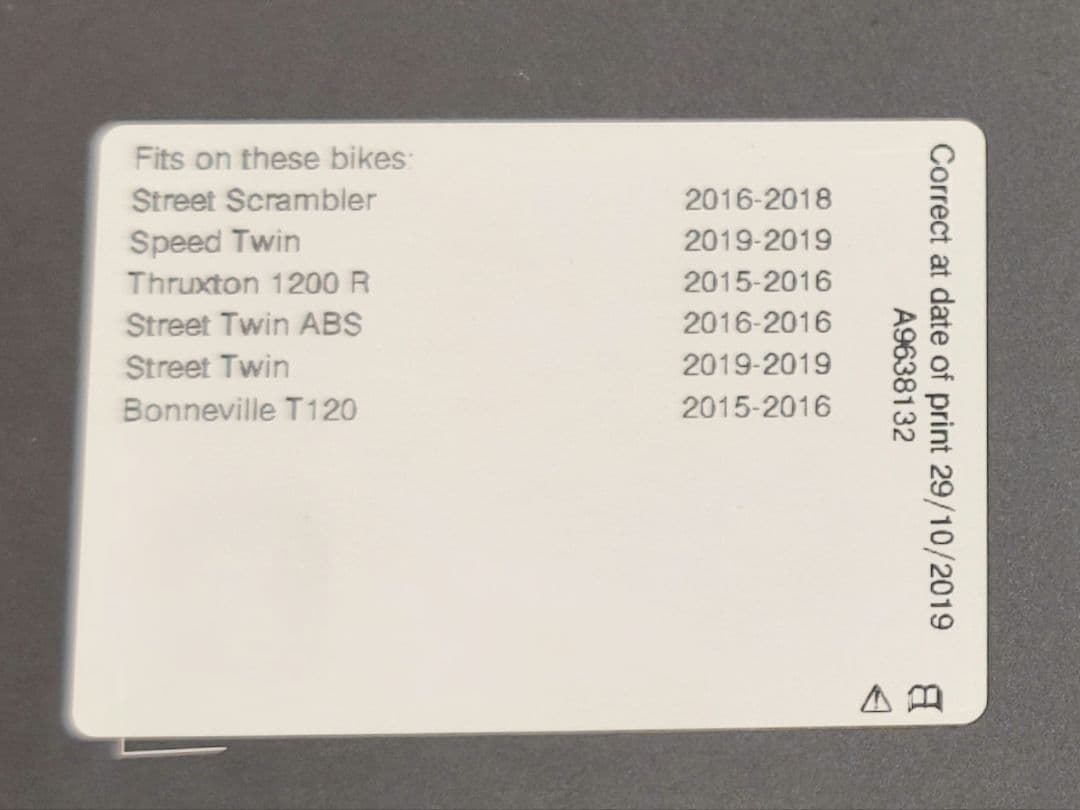 Fits on these bikes:
Street Scrambler 2016-2018
Speed Twin 2019-2019
Thruxton 1200 R 2015-2016
Street Twin ABS 2016-2016
Street Twin 2019-2019
Bonneville T120 2015-2016
Correct at date of print 29/10/2019
A9638132